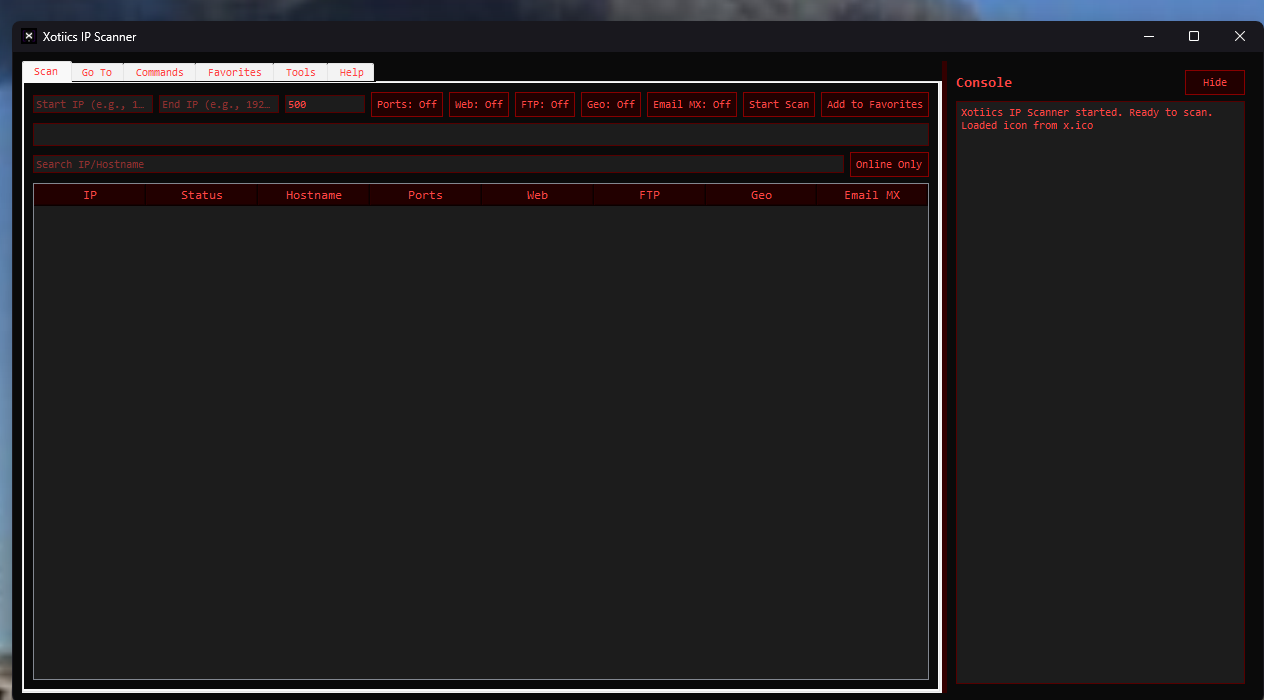 Xotiics IP Scanner
Scan Go To Commands Favorites Tools Help
Start IP (e.g., 1… End IP (e.g., 192… 500 Ports: Off Web: Off FTP: Off Geo: Off Email MX: Off Start Scan Add to Favorites
Search IP/Hostname Online Only
IP Status Hostname Ports Web FTP Geo Email MX
Console Hide
Xotiics IP Scanner started. Ready to scan.
Loaded icon from x.ico